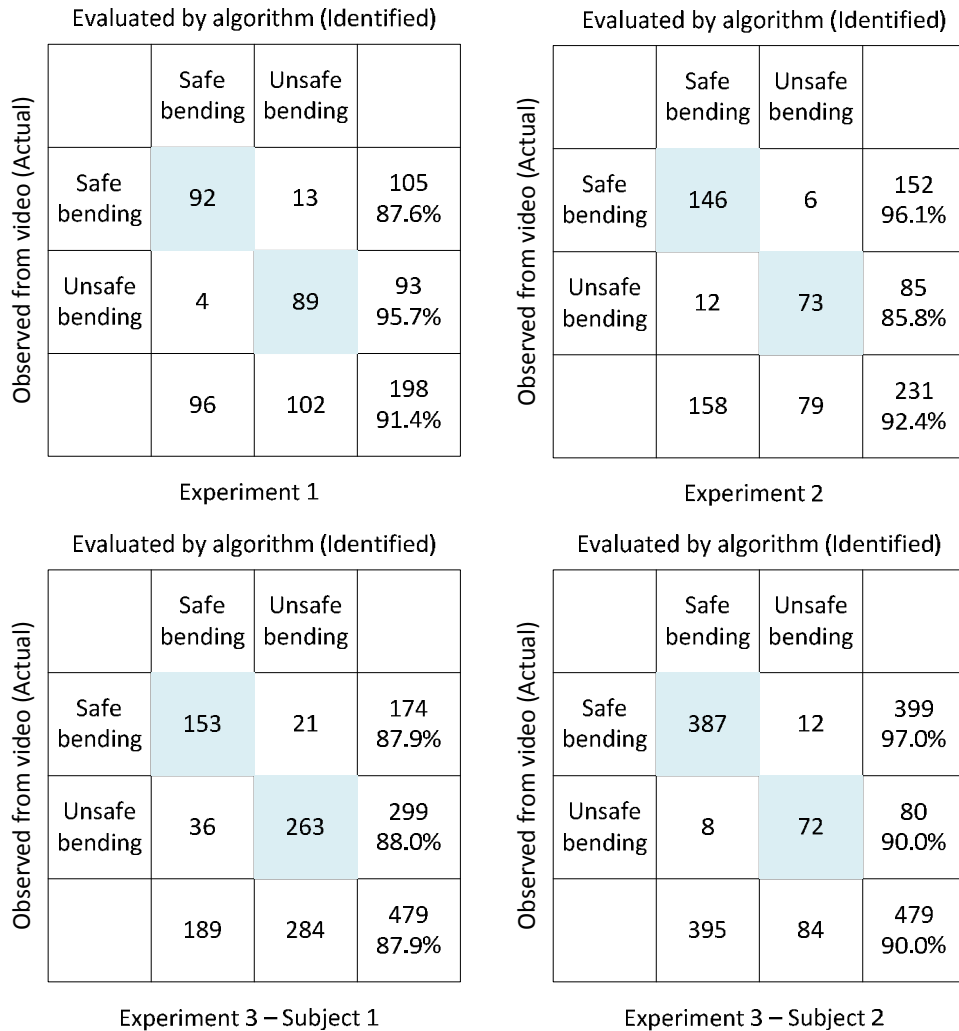 Evaluated by algorithm (Identified)
Observed from video (Actual)
Safe
bending
Unsafe
bending
Safe
bending
92
13
105
87.6%
Unsafe
bending
4
89
93
95.7%
96
102
198
91.4%
Experiment 1
Evaluated by algorithm (Identified)
Observed from video (Actual)
Safe
bending
Unsafe
bending
Safe
bending
146
6
152
96.1%
Unsafe
bending
12
73
85
85.8%
158
79
231
92.4%
Experiment 2
Evaluated by algorithm (Identified)
Observed from video (Actual)
Safe
bending
Unsafe
bending
Safe
bending
153
21
174
87.9%
Unsafe
bending
36
263
299
88.0%
189
284
479
87.9%
Experiment 3 – Subject 1
Evaluated by algorithm (Identified)
Observed from video (Actual)
Safe
bending
Unsafe
bending
Safe
bending
387
12
399
97.0%
Unsafe
bending
8
72
80
90.0%
395
84
479
90.0%
Experiment 3 – Subject 2